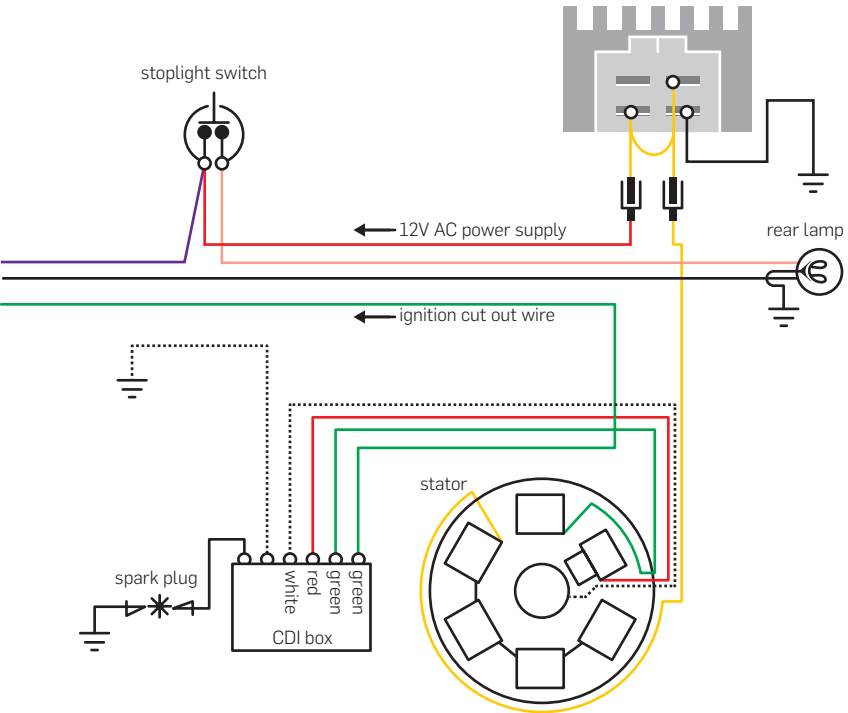 stoplight switch
12V AC power supply
rear lamp
ignition cut out wire
stator
spark plug
white
red
green
green
CDI box